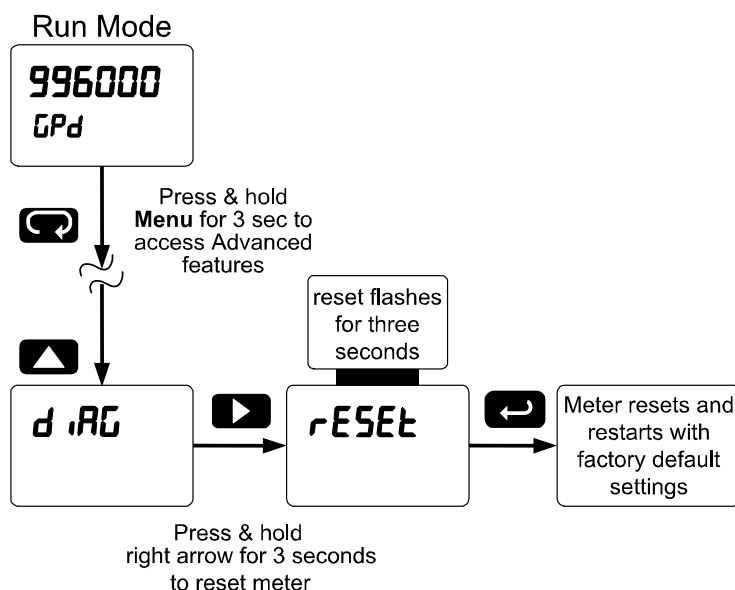 Run Mode
996000
GPd
Press & hold
Menu for 3 sec to
access Advanced
features
reset flashes
for three
seconds
diAG
rESEt
Meter resets and
restarts with
factory default
settings
Press & hold
right arrow for 3 seconds
to reset meter